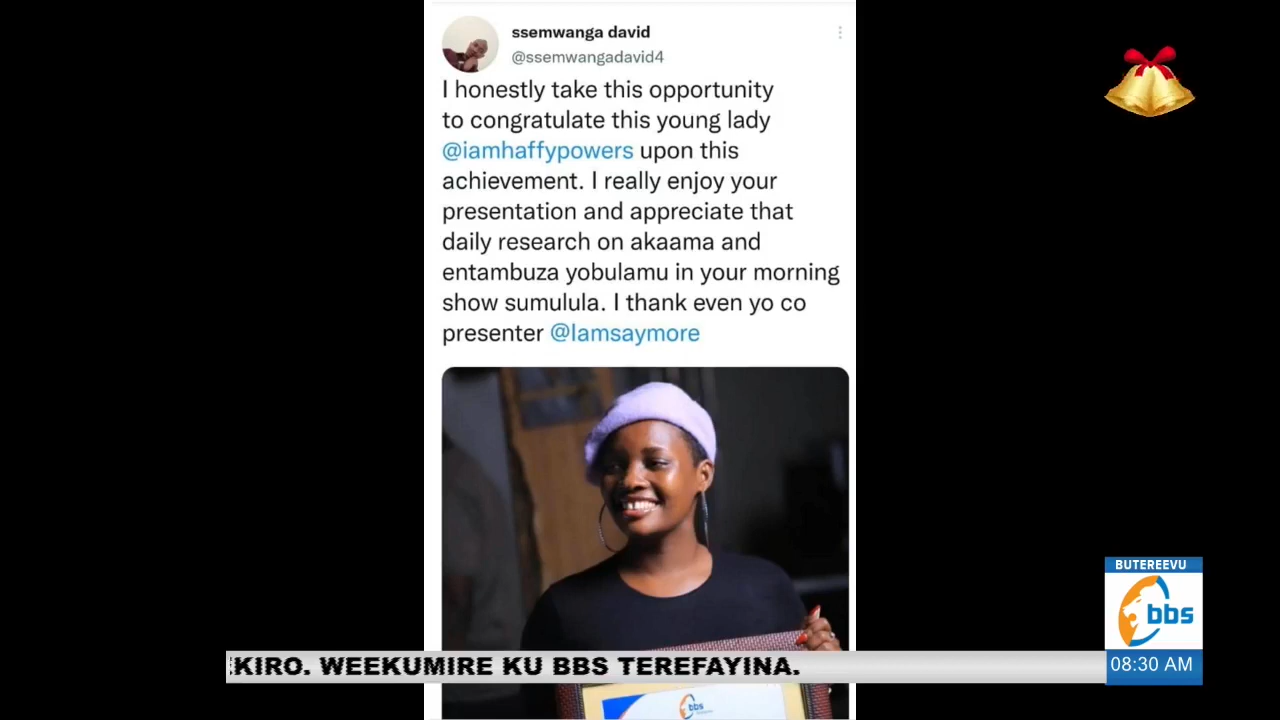 ssemwanga david
@ssemwangadavid4
I honestly take this opportunity
to congratulate this young lady
@iamhaffypowers upon this
achievement. I really enjoy your
presentation and appreciate that
daily research on akaama and
entambuza yobulamu in your morning
show sumulula. I thank even yo co
presenter @Iamsaymore
BUTEREEVU
bbs
08:30 AM
KIRO. WEEKUMIRE KU BBS TEREFAYINA.
bbs